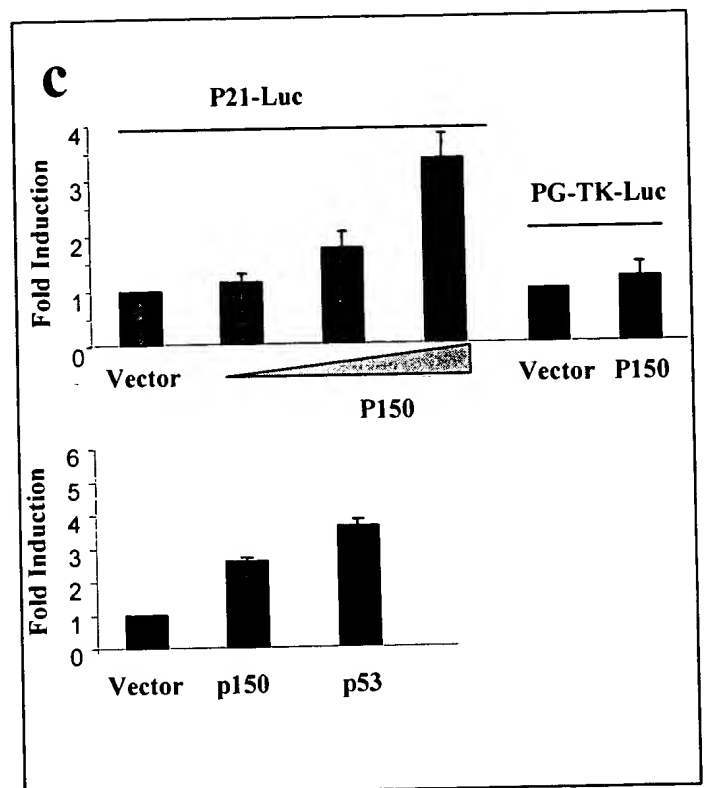 c
P21-Luc
Fold Induction
4
3
2
1
0
PG-TK-Luc
Vector
P150
Vector P150
Fold Induction
6
5
4
3
2
1
0
Vector p150 p53